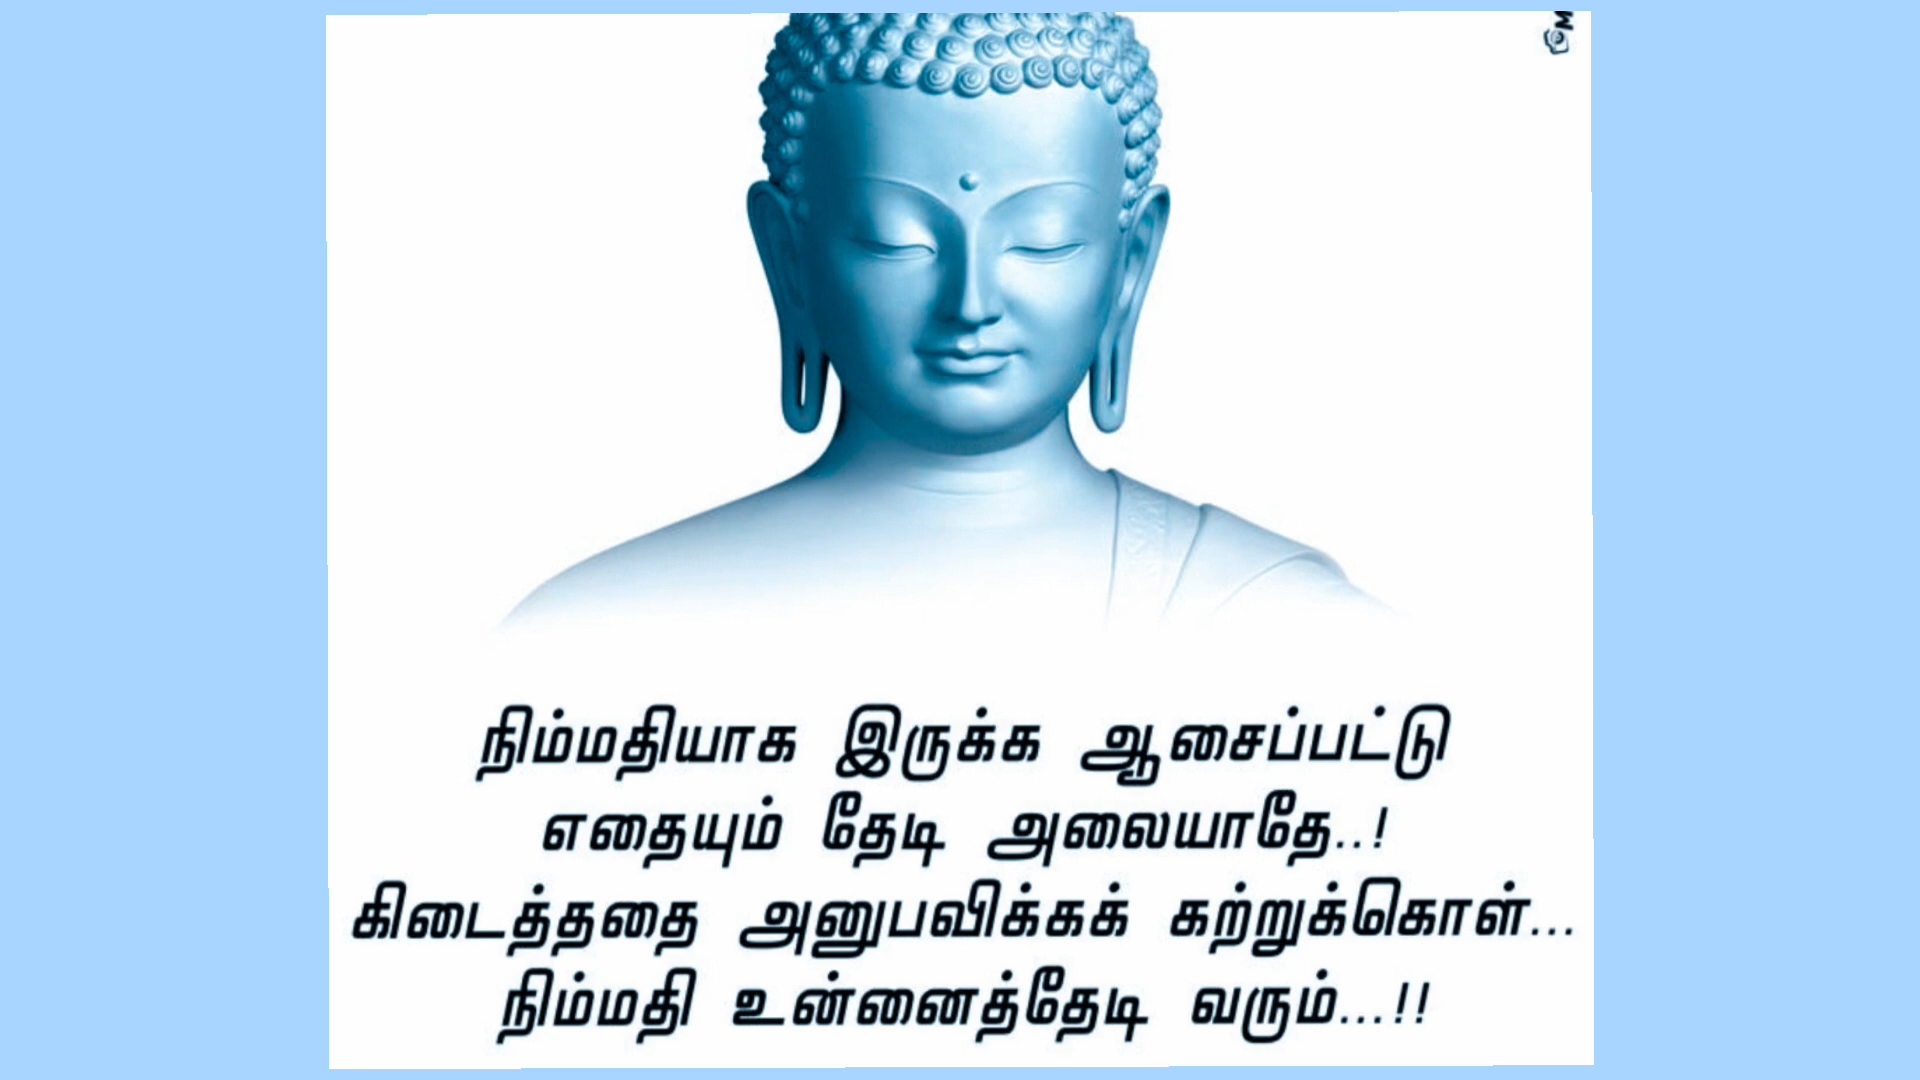 நிம்மதியாக இருக்க ஆசைப்பட்டு
எதையும் தேடி அலையாதே..!
கிடைத்ததை அனுபவிக்கக் கற்றுக்கொள்...
நிம்மதி உன்னைத்தேடி வரும்...!!